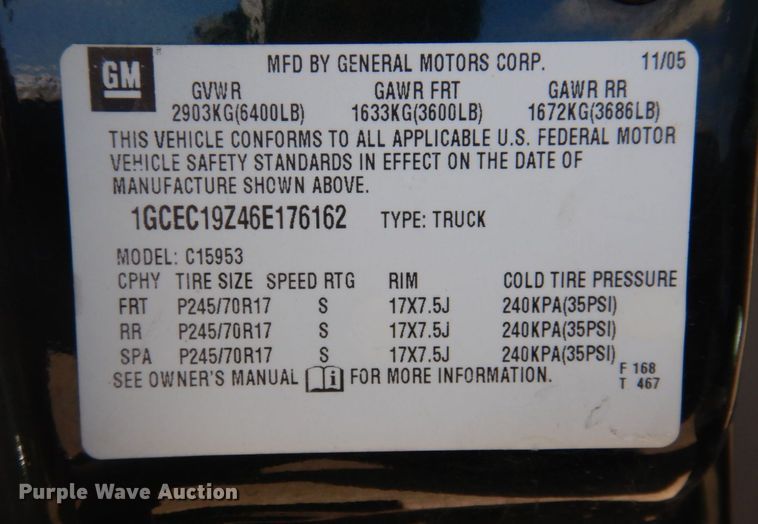 GM
MFD BY GENERAL MOTORS CORP. 11/05
GVWR GAWR FRT GAWR RR
2903KG(6400LB) 1633KG(3600LB) 1672KG(3686LB)
THIS VEHICLE CONFORMS TO ALL APPLICABLE U.S. FEDERAL MOTOR
VEHICLE SAFETY STANDARDS IN EFFECT ON THE DATE OF
MANUFACTURE SHOWN ABOVE.
1GCEC19Z46E176162 TYPE: TRUCK
MODEL: C15953
CPHY TIRE SIZE SPEED RTG RIM COLD TIRE PRESSURE
FRT P245/70R17 S 17X7.5J 240KPA(35PSI)
RR P245/70R17 S 17X7.5J 240KPA(35PSI)
SPA P245/70R17 S 17X7.5J 240KPA(35PSI)
SEE OWNER'S MANUAL i FOR MORE INFORMATION.
F 168
T 467
Purple Wave Auction